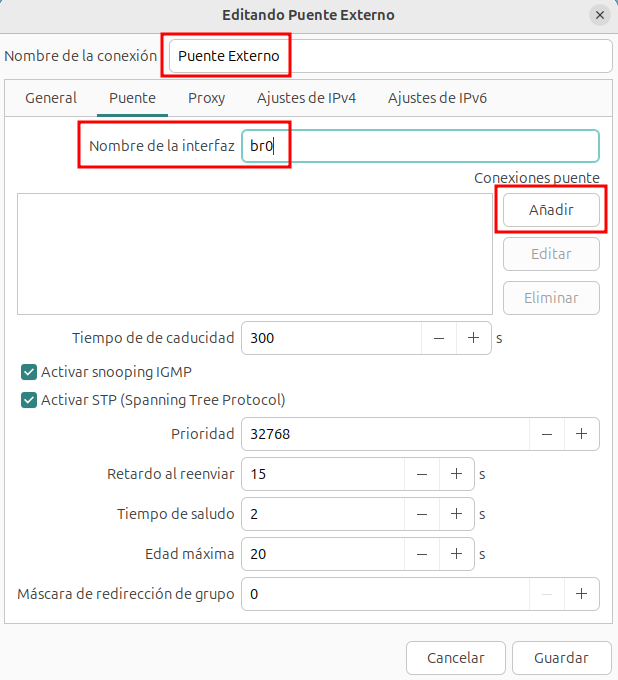 Editando Puente Externo
Nombre de la conexión Puente Externo
General Puente Proxy Ajustes de IPv4 Ajustes de IPv6
Nombre de la interfaz br0
Conexiones puente
Añadir
Editar
Eliminar
Tiempo de de caducidad 300 − + s
Activar snooping IGMP
Activar STP (Spanning Tree Protocol)
Prioridad 32768 − +
Retardo al reenviar 15 − + s
Tiempo de saludo 2 − + s
Edad máxima 20 − + s
Máscara de redirección de grupo 0 − +
Cancelar Guardar